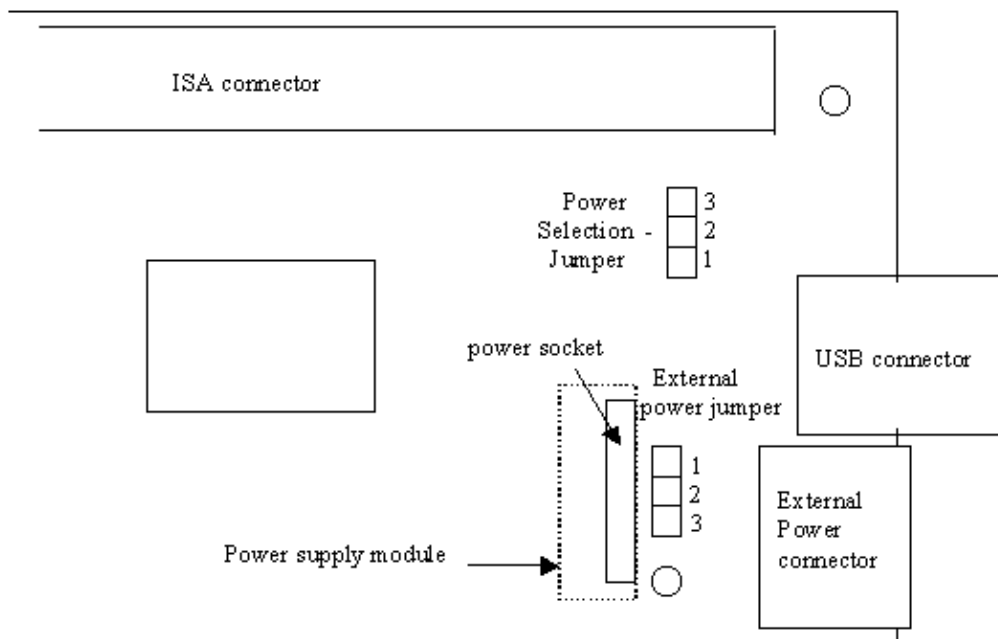 ISA connector
Power
Selection -
Jumper
3
2
1
power socket
External
power jumper
1
2
3
USB connector
External
Power
connector
Power supply module